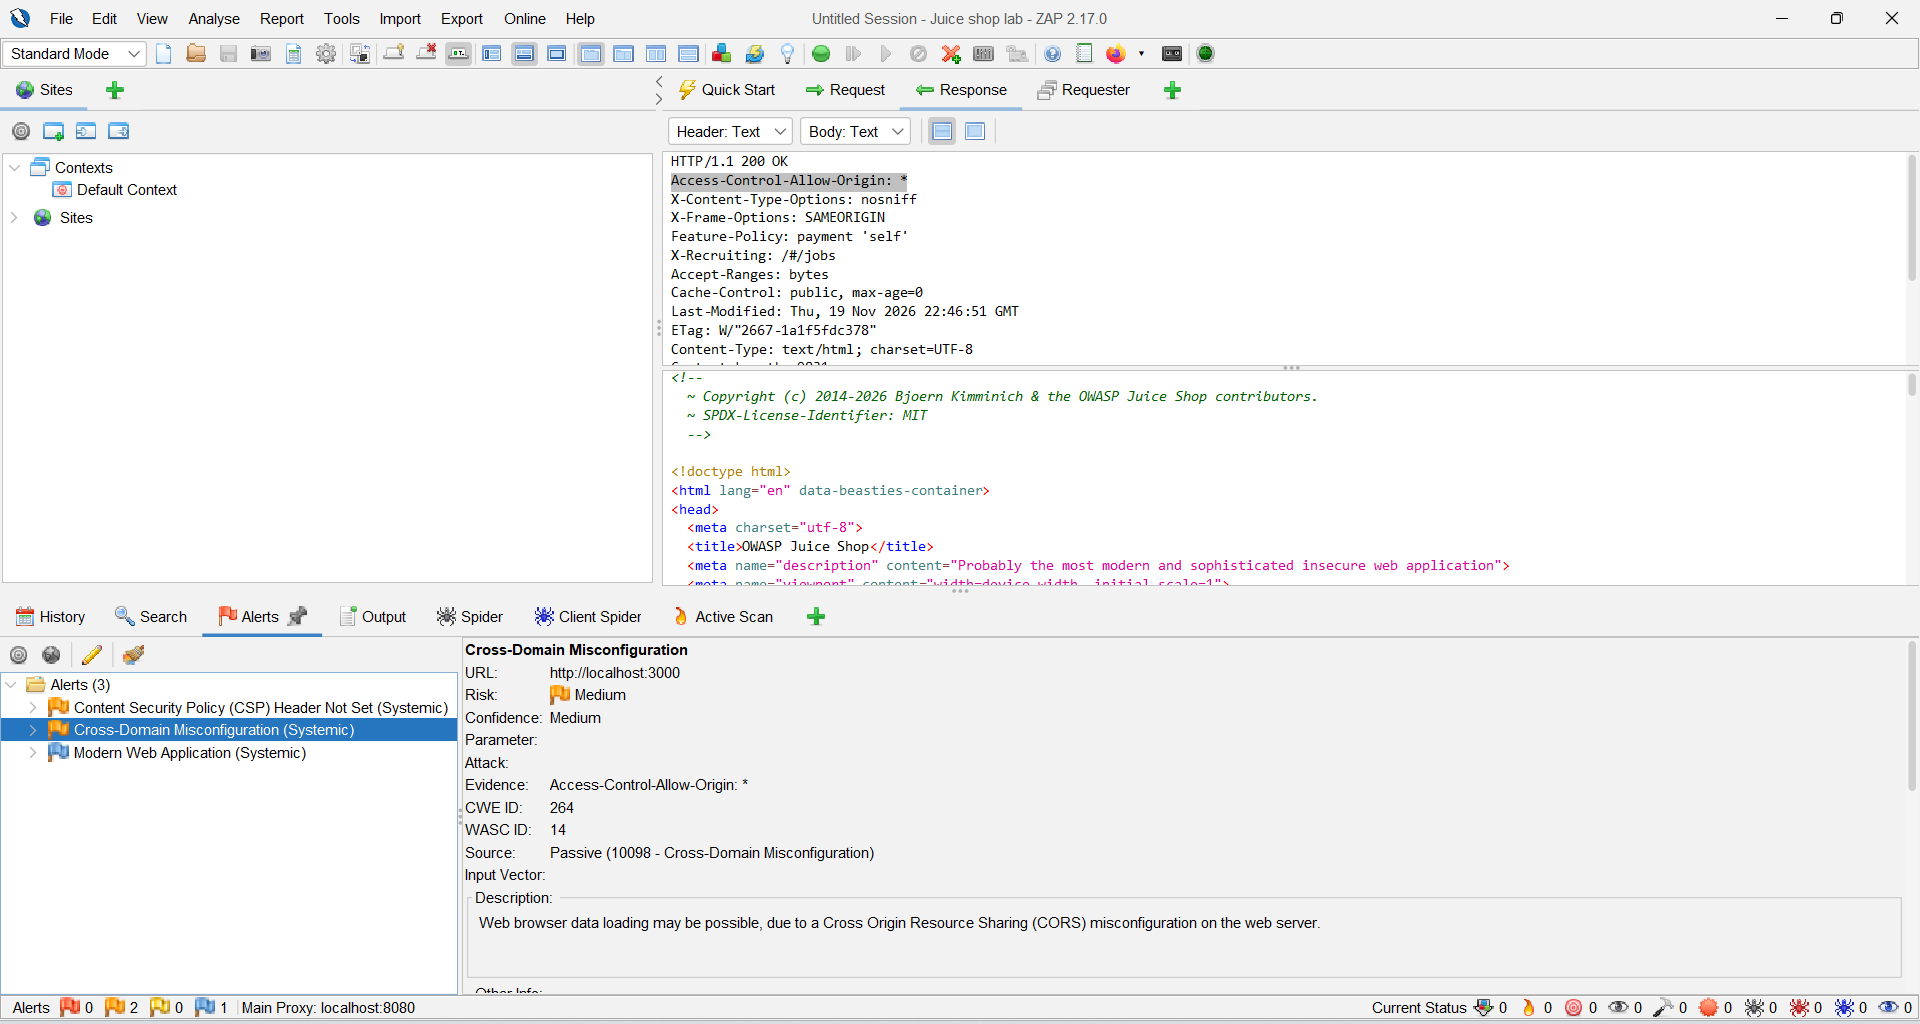 File Edit View Analyse Report Tools Import Export Online Help
Untitled Session - Juice shop lab - ZAP 2.17.0
Standard Mode
Sites
Quick Start
Request
Response
Requester
Header: Text
Body: Text
Contexts
Default Context
Sites
HTTP/1.1 200 OK
Access-Control-Allow-Origin: *
X-Content-Type-Options: nosniff
X-Frame-Options: SAMEORIGIN
Feature-Policy: payment 'self'
X-Recruiting: /#/jobs
Accept-Ranges: bytes
Cache-Control: public, max-age=0
Last-Modified: Thu, 19 Nov 2026 22:46:51 GMT
ETag: W/"2667-1a1f5fdc378"
Content-Type: text/html; charset=UTF-8
<!--
~ Copyright (c) 2014-2026 Bjoern Kimminich & the OWASP Juice Shop contributors.
~ SPDX-License-Identifier: MIT
-->
<!doctype html>
<html lang="en" data-beasties-container>
<head>
<meta charset="utf-8">
<title>OWASP Juice Shop</title>
<meta name="description" content="Probably the most modern and sophisticated insecure web application">
<meta name="viewport" content="width=device-width, initial-scale=1">
History
Search
Alerts
Output
Spider
Client Spider
Active Scan
Alerts (3)
Content Security Policy (CSP) Header Not Set (Systemic)
Cross-Domain Misconfiguration (Systemic)
Modern Web Application (Systemic)
Cross-Domain Misconfiguration
URL: http://localhost:3000
Risk: Medium
Confidence: Medium
Parameter:
Attack:
Evidence: Access-Control-Allow-Origin: *
CWE ID: 264
WASC ID: 14
Source: Passive (10098 - Cross-Domain Misconfiguration)
Input Vector:
Description:
Web browser data loading may be possible, due to a Cross Origin Resource Sharing (CORS) misconfiguration on the web server.
Other Info:
Alerts 0 2 0 1 Main Proxy: localhost:8080
Current Status 0 0 0 0 0 0 0 0 0 0